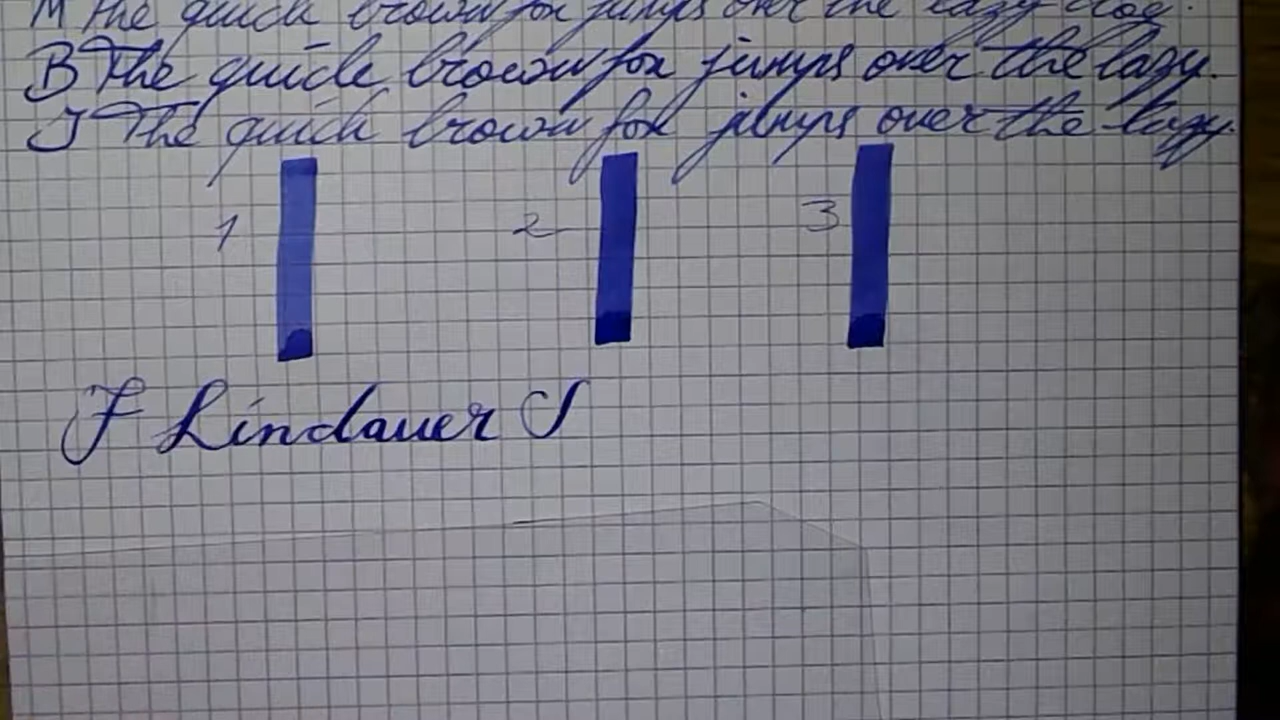 M The quick brown fox jumps over the lazy dog.
B The quick brown fox jumps over the lazy.
J The quick brown fox jumps over the lazy.
1 2 3
F Lindauer S